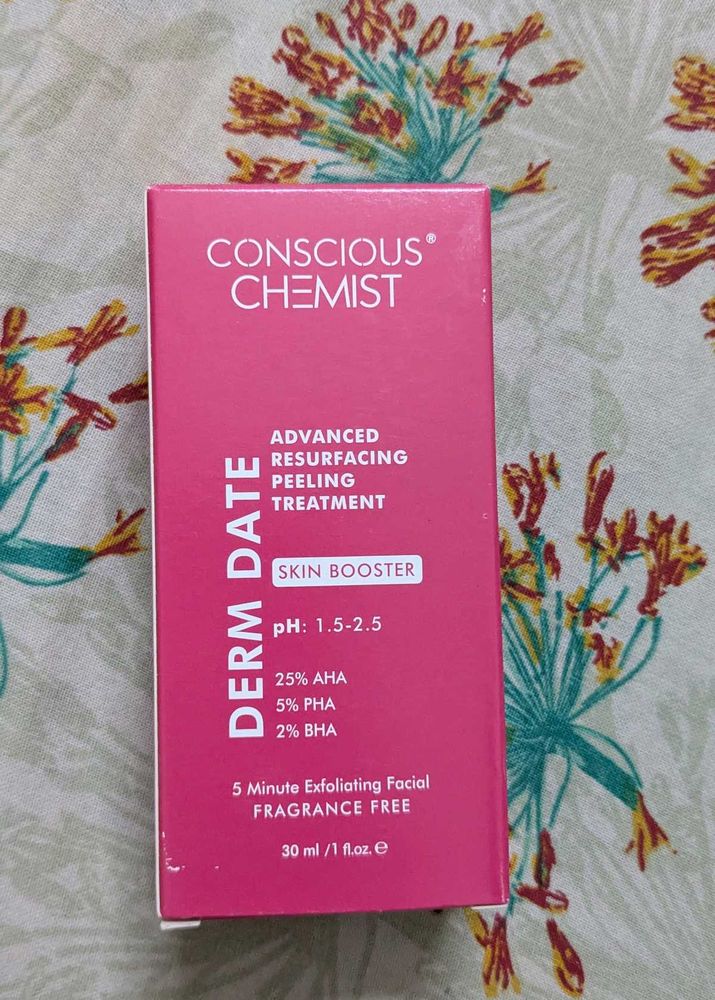 CONSCIOUS®
CHEMIST
DERM DATE
ADVANCED
RESURFACING
PEELING
TREATMENT
SKIN BOOSTER
pH: 1.5-2.5
25% AHA
5% PHA
2% BHA
5 Minute Exfoliating Facial
FRAGRANCE FREE
30 ml /1 fl.oz. ℮